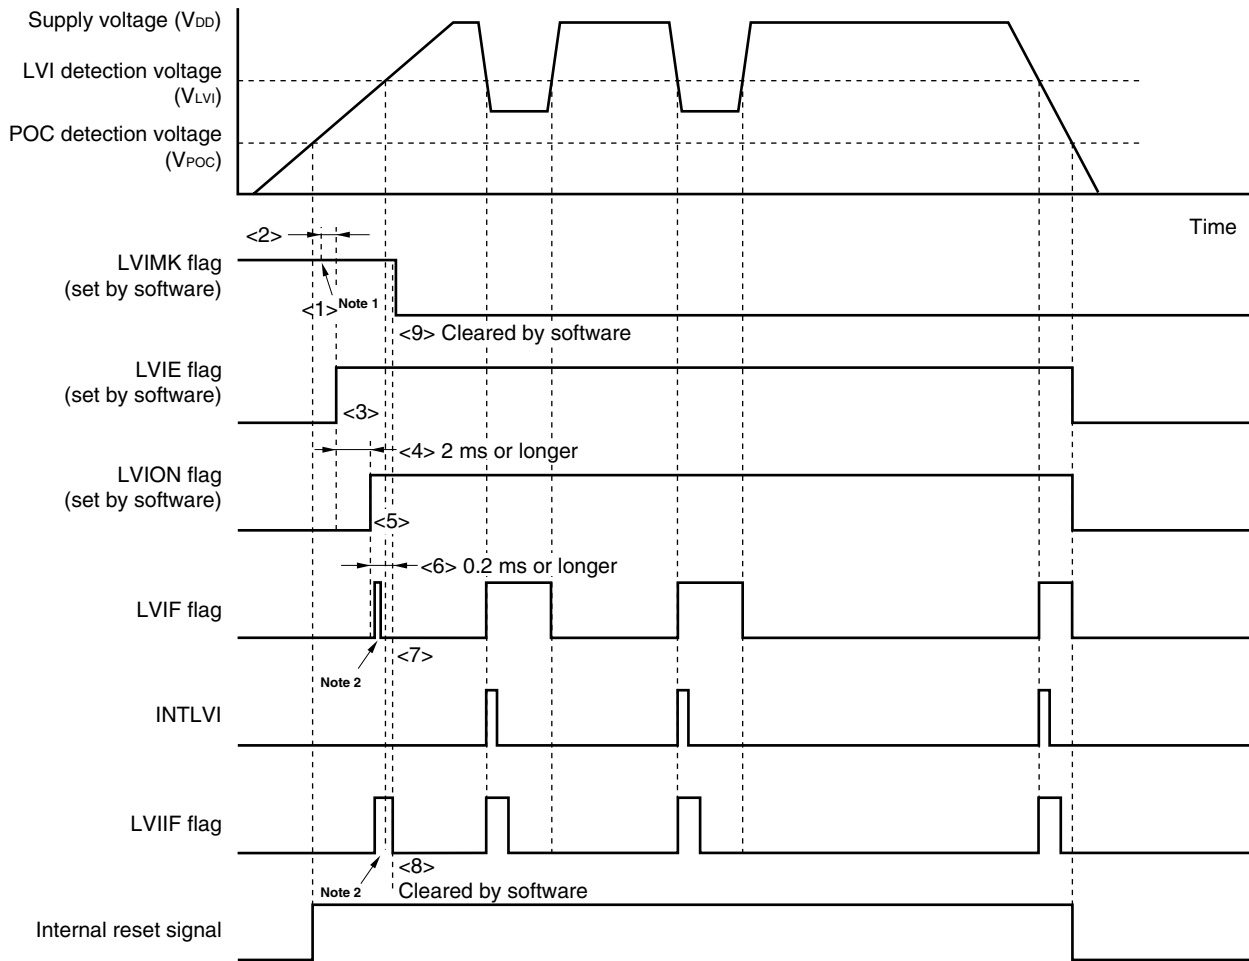 Supply voltage (VDD)
LVI detection voltage
(VLVI)
POC detection voltage
(VPOC)
Time
<2>
LVIMK flag
(set by software)
<1> Note 1
<9> Cleared by software
LVIE flag
(set by software)
<3>
<4> 2 ms or longer
LVION flag
(set by software)
<5>
<6> 0.2 ms or longer
LVIF flag
<7>
Note 2
INTLVI
LVIIF flag
<8>
Note 2
Cleared by software
Internal reset signal